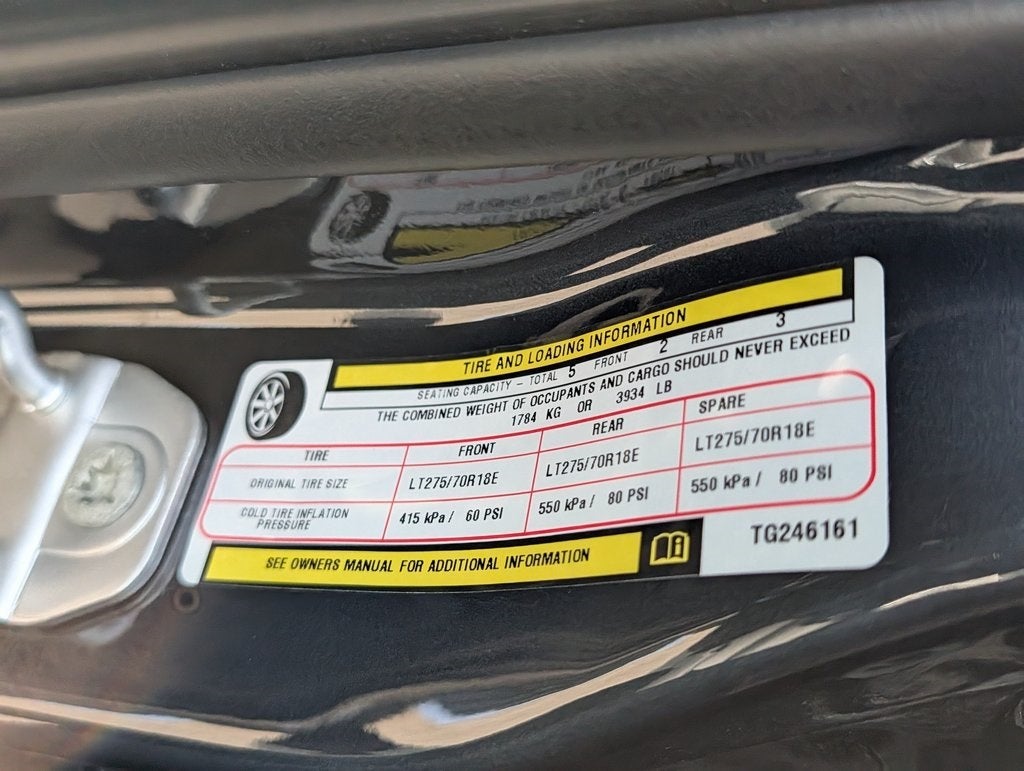 TIRE AND LOADING INFORMATION
SEATING CAPACITY - TOTAL 5 FRONT 2 REAR 3
THE COMBINED WEIGHT OF OCCUPANTS AND CARGO SHOULD NEVER EXCEED
1784 KG OR 3934 LB
TIRE FRONT REAR SPARE
ORIGINAL TIRE SIZE LT275/70R18E LT275/70R18E LT275/70R18E
COLD TIRE INFLATION
PRESSURE 415 kPa / 60 PSI 550 kPa / 80 PSI 550 kPa / 80 PSI
SEE OWNERS MANUAL FOR ADDITIONAL INFORMATION
TG246161